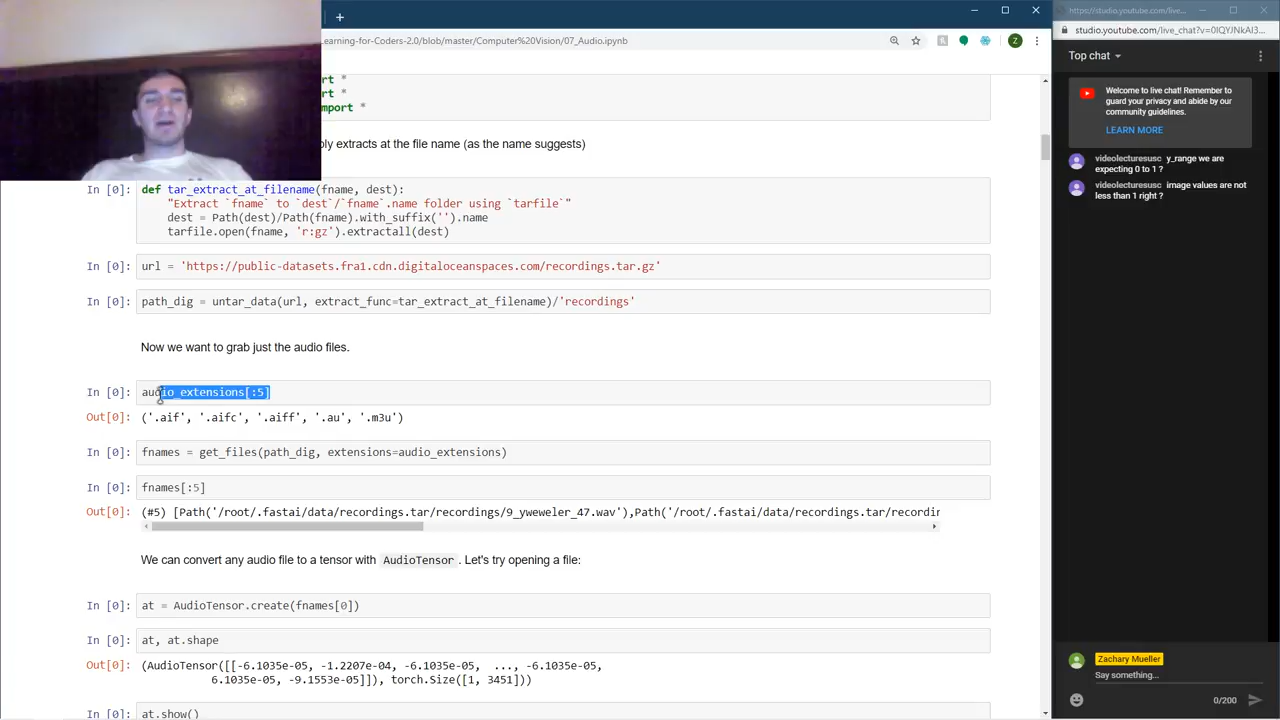 https://studio.youtube.com/live...
studio.youtube.com/live_chat?v=0IQYJNkAI3...
Learning-for-Coders-2.0/blob/master/Computer%20Vision/07_Audio.ipynb
Z
Top chat
Welcome to live chat! Remember to
guard your privacy and abide by our
community guidelines.
LEARN MORE
videolecturesusc y_range we are
expecting 0 to 1 ?
videolecturesusc image values are not
less than 1 right ?
rt *
rt *
mport *
ply extracts at the file name (as the name suggests)
In [0]: def tar_extract_at_filename(fname, dest):
"Extract `fname` to `dest`/`fname`.name folder using `tarfile`"
dest = Path(dest)/Path(fname).with_suffix('').name
tarfile.open(fname, 'r:gz').extractall(dest)
In [0]: url = 'https://public-datasets.fra1.cdn.digitaloceanspaces.com/recordings.tar.gz'
In [0]: path_dig = untar_data(url, extract_func=tar_extract_at_filename)/'recordings'
Now we want to grab just the audio files.
In [0]: audio_extensions[:5]
Out[0]: ('.aif', '.aifc', '.aiff', '.au', '.m3u')
In [0]: fnames = get_files(path_dig, extensions=audio_extensions)
In [0]: fnames[:5]
Out[0]: (#5) [Path('/root/.fastai/data/recordings.tar/recordings/9_yweweler_47.wav'),Path('/root/.fastai/data/recordings.tar/recordin
We can convert any audio file to a tensor with AudioTensor . Let's try opening a file:
In [0]: at = AudioTensor.create(fnames[0])
In [0]: at, at.shape
Out[0]: (AudioTensor([[-6.1035e-05, -1.2207e-04, -6.1035e-05, ..., -6.1035e-05,
6.1035e-05, -9.1553e-05]]), torch.Size([1, 3451]))
In [0]: at.show()
Zachary Mueller
Say something...
0/200